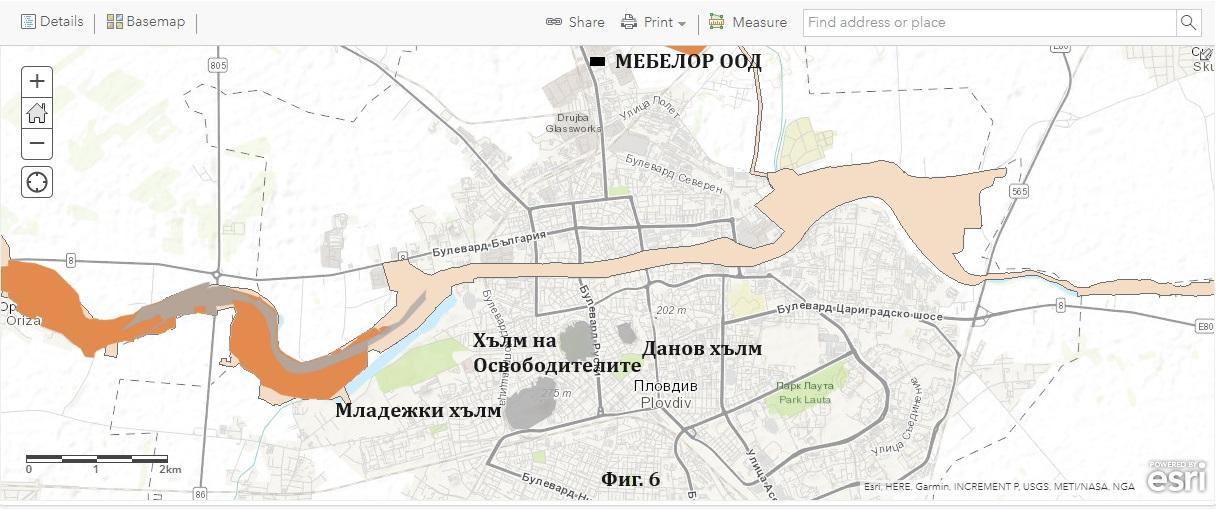 Details
Basemap
Share
Print
Measure
Find address or place
МЕБЕЛОР ООД
805
Drujba
Glassworks
Улица Полет
Булевард Северен
565
8
8
Булевард България
Oriza
202 m
Булевард Цариградско шосе
8
E80
Хълм на
Освободителите
Данов хълм
Пловдив
Plovdiv
275 m
Парк Лаута
Park Lauta
Младежки хълм
0 1 2km
86
Фиг. 6
Esri, HERE, Garmin, INCREMENT P, USGS, METI/NASA, NGA
POWERED BY
esri